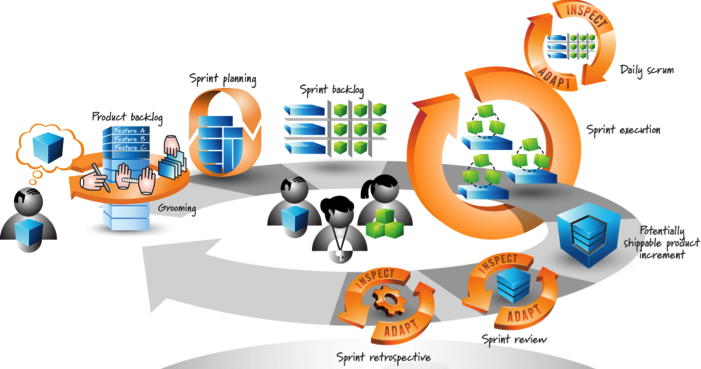 INSPECT
ADAPT
Daily scrum
Sprint planning
Sprint backlog
Product backlog
Feature A
Feature B
Feature C
Sprint execution
Grooming
Potentially
shippable product
increment
INSPECT
ADAPT
Sprint review
INSPECT
ADAPT
Sprint retrospective